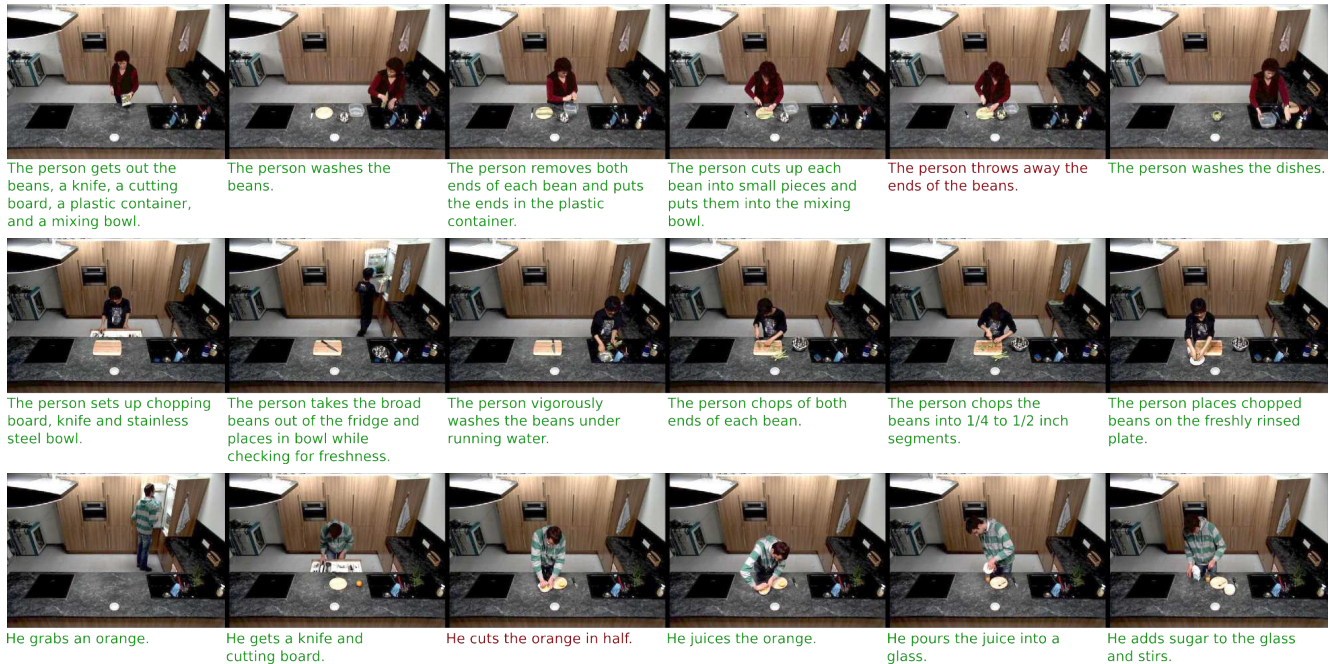 The person gets out the
beans, a knife, a cutting
board, a plastic container,
and a mixing bowl.
The person washes the
beans.
The person removes both
ends of each bean and puts
the ends in the plastic
container.
The person cuts up each
bean into small pieces and
puts them into the mixing
bowl.
The person throws away the
ends of the beans.
The person washes the dishes.
The person sets up chopping
board, knife and stainless
steel bowl.
The person takes the broad
beans out of the fridge and
places in bowl while
checking for freshness.
The person vigorously
washes the beans under
running water.
The person chops of both
ends of each bean.
The person chops the
beans into 1/4 to 1/2 inch
segments.
The person places chopped
beans on the freshly rinsed
plate.
He grabs an orange.
He gets a knife and
cutting board.
He cuts the orange in half.
He juices the orange.
He pours the juice into a
glass.
He adds sugar to the glass
and stirs.